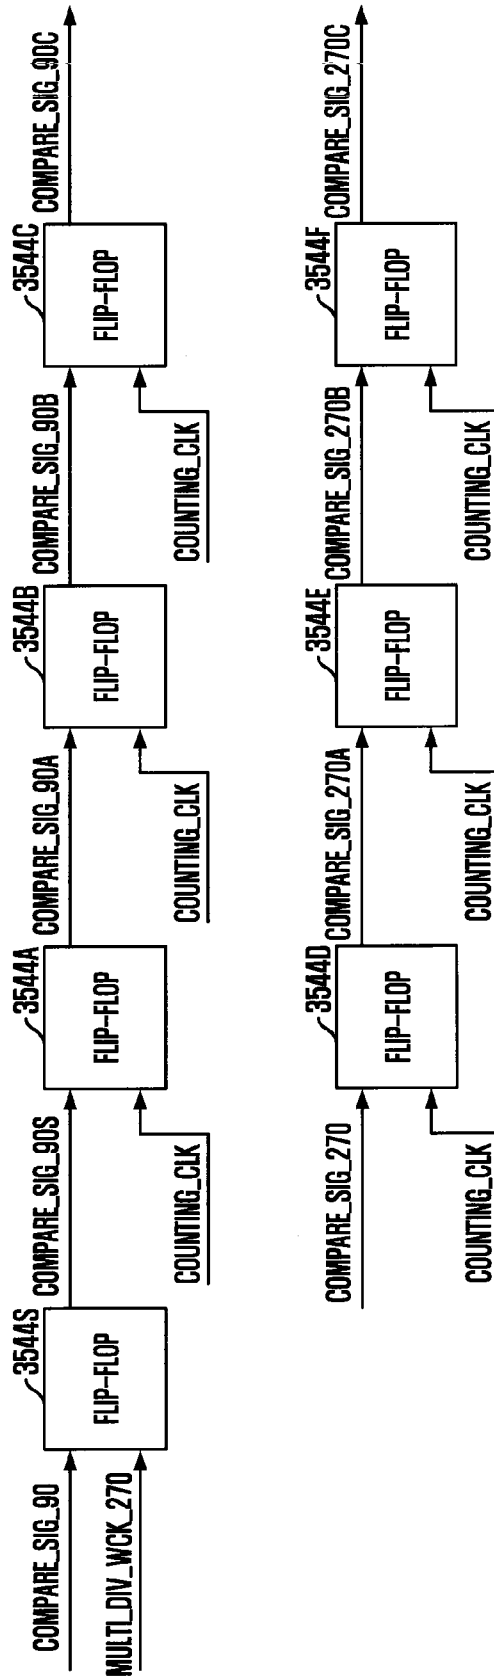 COMPARE_SIG_90
MULTI_DIV_WCK_270
3544S
FLIP-FLOP
COMPARE_SIG_90S
COUNTING_CLK
3544A
FLIP-FLOP
COMPARE_SIG_90A
COUNTING_CLK
3544B
FLIP-FLOP
COMPARE_SIG_90B
COUNTING_CLK
3544C
FLIP-FLOP
COMPARE_SIG_90C
COMPARE_SIG_270
COUNTING_CLK
3544D
FLIP-FLOP
COMPARE_SIG_270A
COUNTING_CLK
3544E
FLIP-FLOP
COMPARE_SIG_270B
COUNTING_CLK
3544F
FLIP-FLOP
COMPARE_SIG_270C